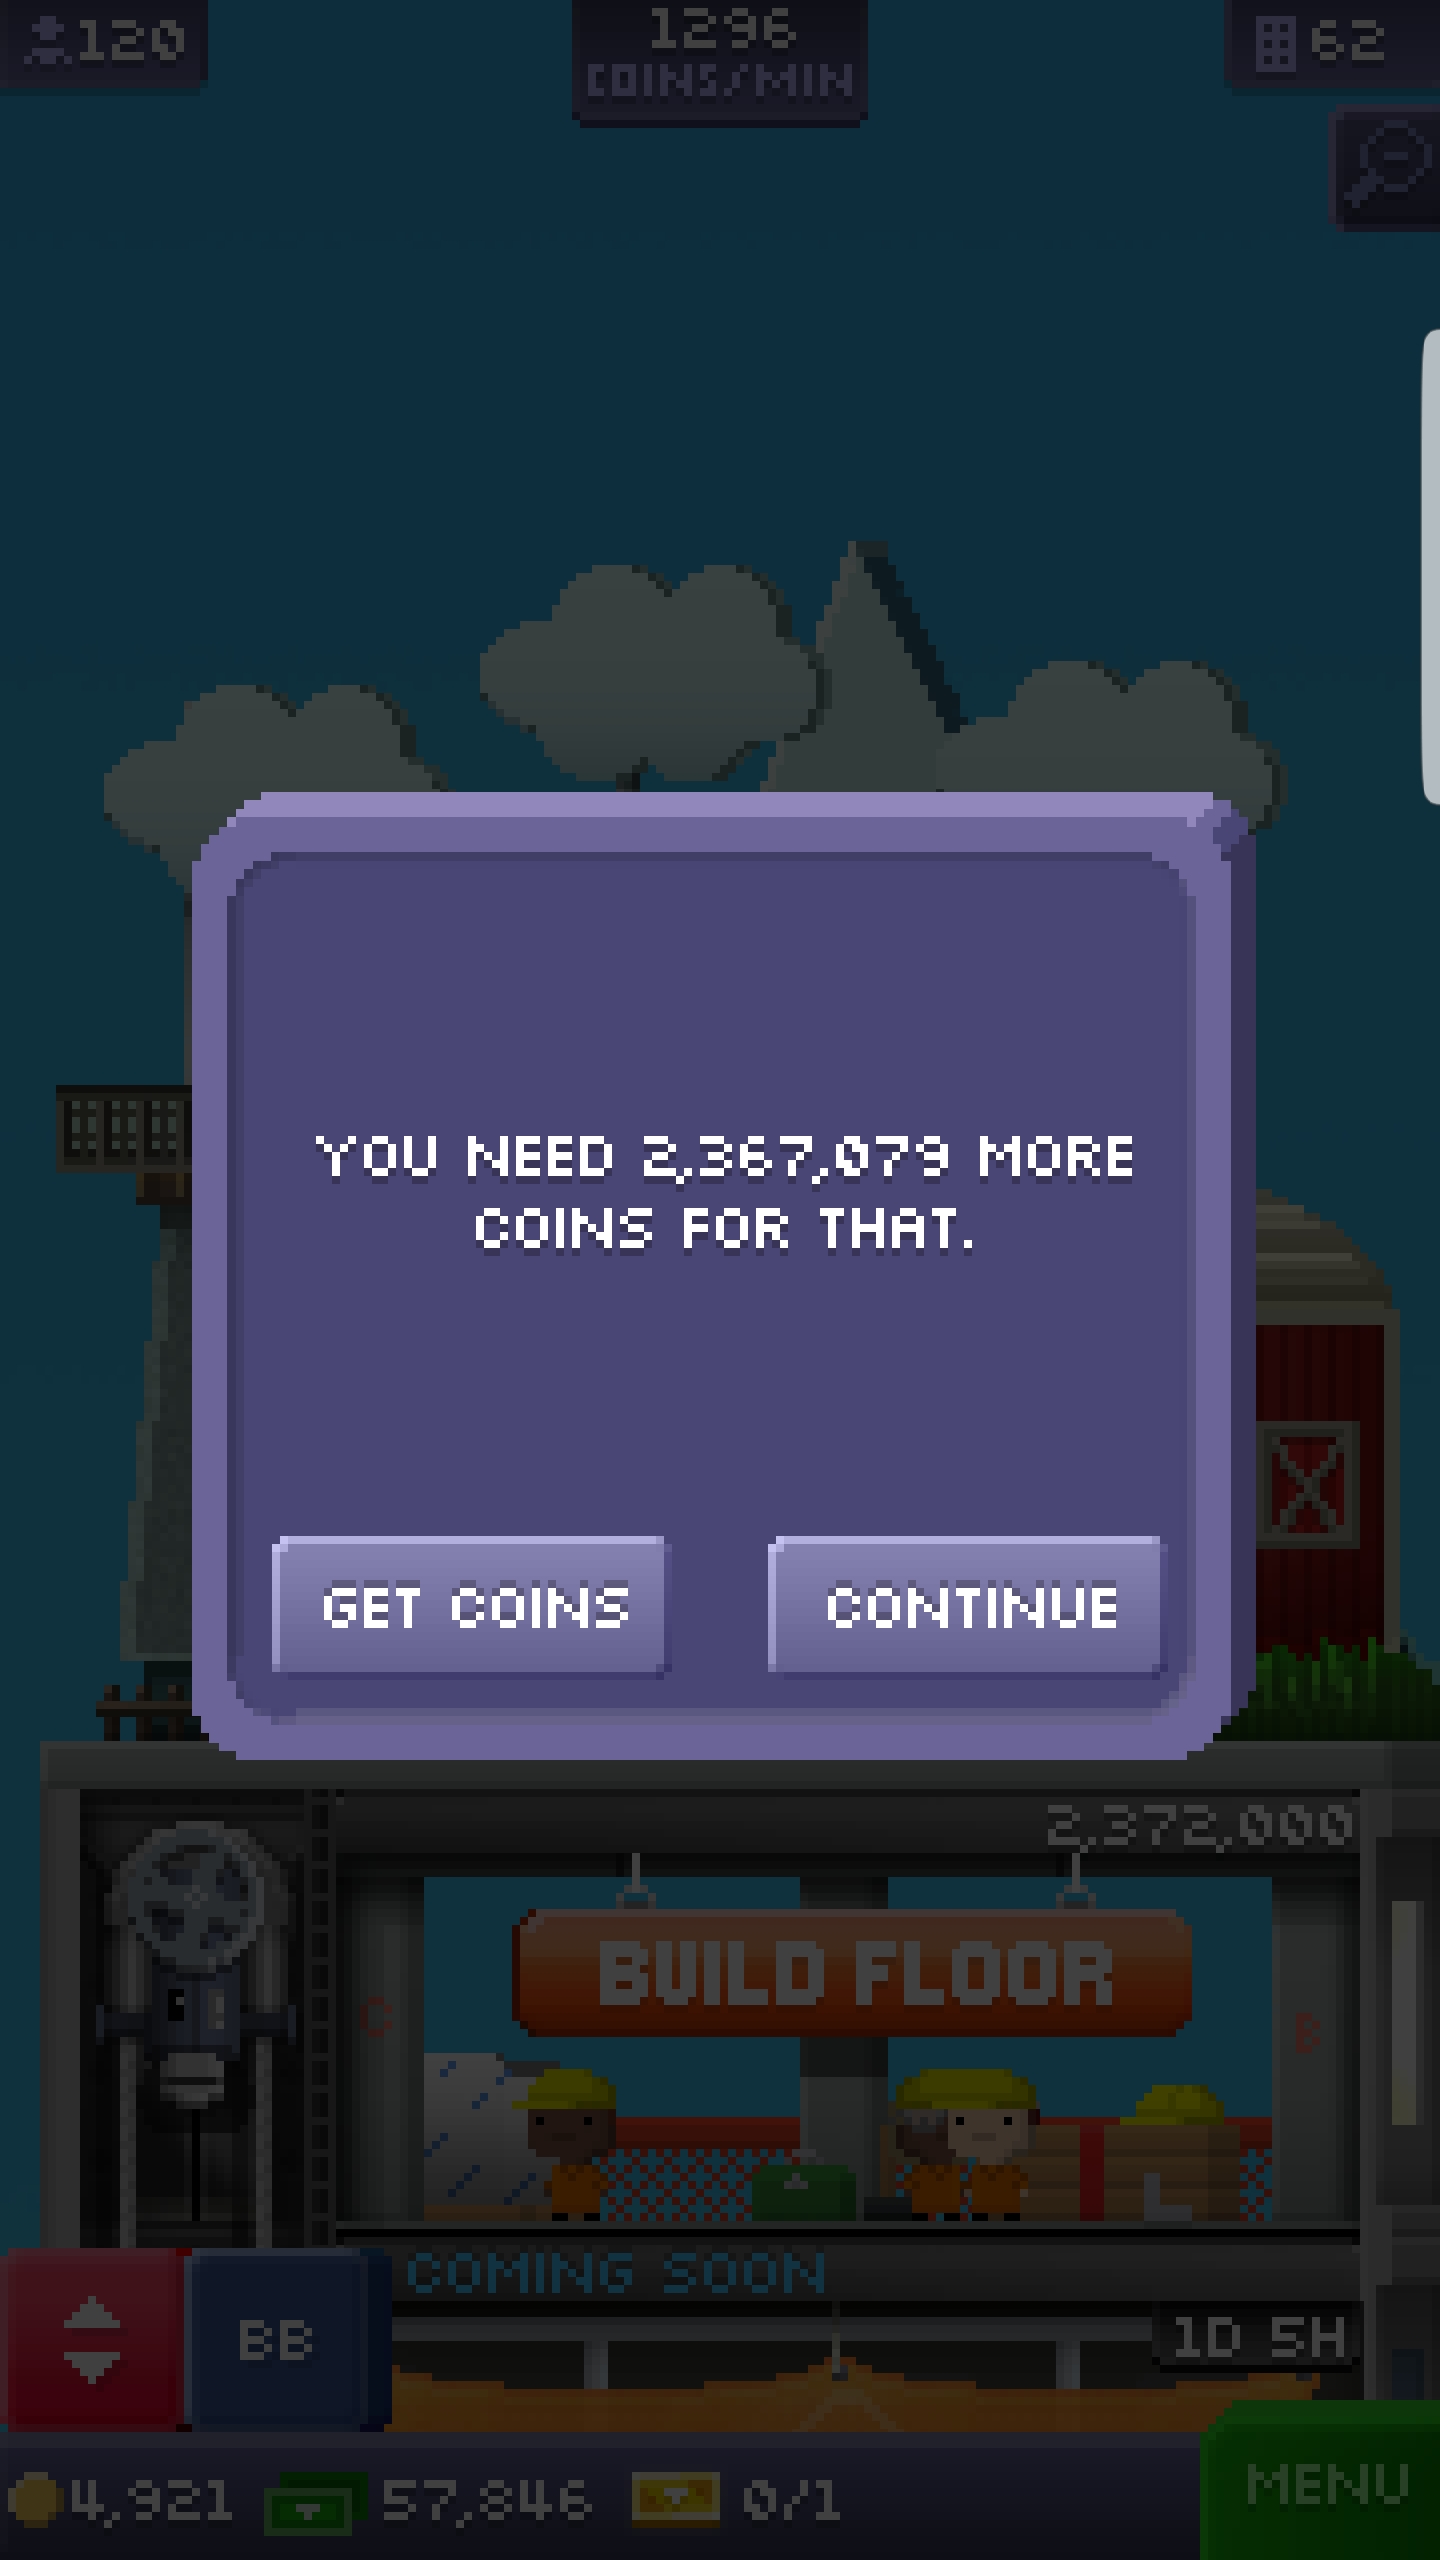 120
1296
COINS/MIN
62
YOU NEED 2,367,079 MORE
COINS FOR THAT.
GET COINS
CONTINUE
2,372,000
BUILD FLOOR
C
B
COMING SOON
BB
1D 5H
4,921
57,846
0/1
MENU